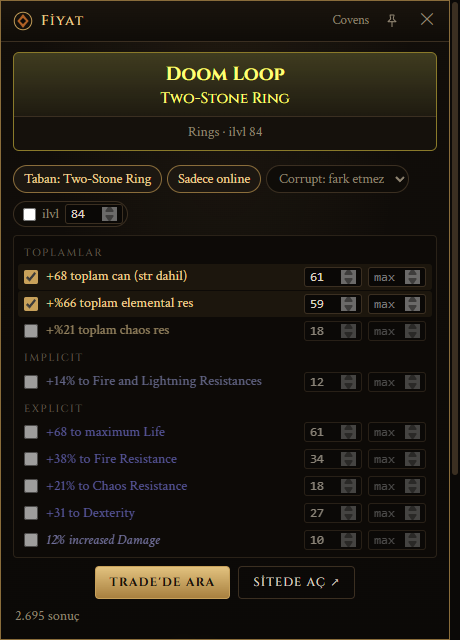 FİYAT Covens
DOOM LOOP
TWO-STONE RING
Rings · ilvl 84
Taban: Two-Stone Ring Sadece online Corrupt: fark etmez
ilvl 84
TOPLAMLAR
+68 toplam can (str dahil) 61 max
+%66 toplam elemental res 59 max
+%21 toplam chaos res 18 max
IMPLICIT
+14% to Fire and Lightning Resistances 12 max
EXPLICIT
+68 to maximum Life 61 max
+38% to Fire Resistance 34 max
+21% to Chaos Resistance 18 max
+31 to Dexterity 27 max
12% increased Damage 10 max
TRADE'DE ARA SİTEDE AÇ ↗
2.695 sonuç